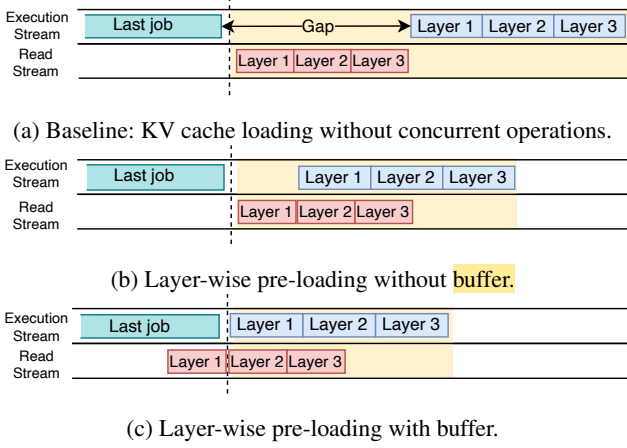 Execution Stream
Last job
Gap
Layer 1
Layer 2
Layer 3
Read Stream
Layer 1
Layer 2
Layer 3
(a) Baseline: KV cache loading without concurrent operations.
Execution Stream
Last job
Layer 1
Layer 2
Layer 3
Read Stream
Layer 1
Layer 2
Layer 3
(b) Layer-wise pre-loading without buffer.
Execution Stream
Last job
Layer 1
Layer 2
Layer 3
Read Stream
Layer 1
Layer 2
Layer 3
(c) Layer-wise pre-loading with buffer.